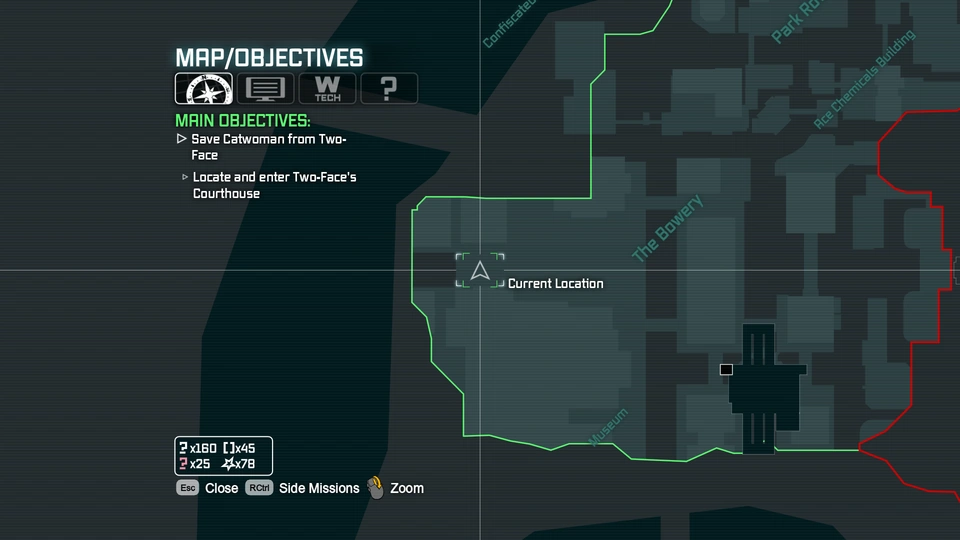 Confiscated
Park Ro
MAP/OBJECTIVES
W
TECH
?
Ace Chemicals Building
MAIN OBJECTIVES:
Save Catwoman from Two-
Face
Locate and enter Two-Face's
Courthouse
The Bowery
Current Location
Museum
?x160 []x45
?x25 x78
Esc Close RCtrl Side Missions Zoom